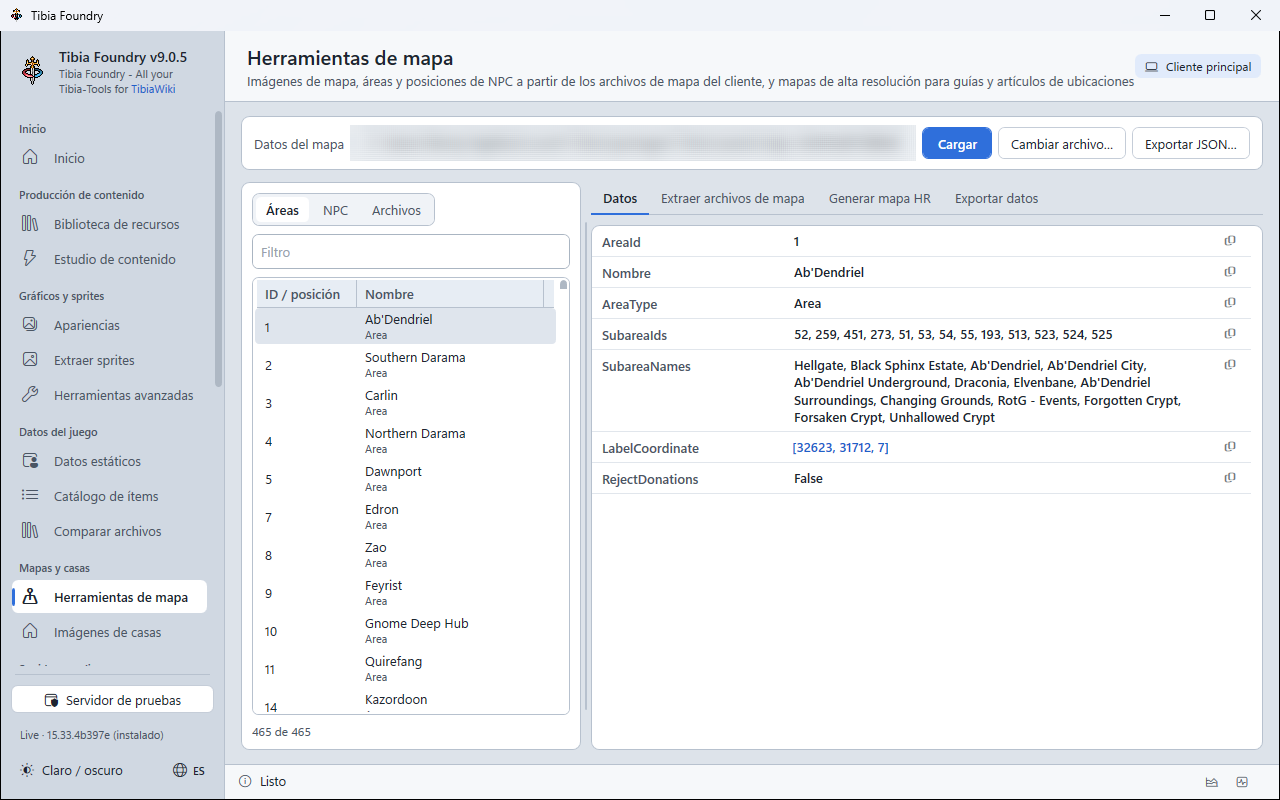 Tibia Foundry
Tibia Foundry v9.0.5
Tibia Foundry - All your
Tibia-Tools for TibiaWiki
Inicio
Inicio
Producción de contenido
Biblioteca de recursos
Estudio de contenido
Gráficos y sprites
Apariencias
Extraer sprites
Herramientas avanzadas
Datos del juego
Datos estáticos
Catálogo de ítems
Comparar archivos
Mapas y casas
Herramientas de mapa
Imágenes de casas
Servidor de pruebas
Live · 15.33.4b397e (instalado)
Claro / oscuro
ES
Herramientas de mapa
Imágenes de mapa, áreas y posiciones de NPC a partir de los archivos de mapa del cliente, y mapas de alta resolución para guías y artículos de ubicaciones
Cliente principal
Datos del mapa
Cargar
Cambiar archivo...
Exportar JSON...
Áreas NPC Archivos
Filtro
ID / posición Nombre
1 Ab'Dendriel
Area
2 Southern Darama
Area
3 Carlin
Area
4 Northern Darama
Area
5 Dawnport
Area
7 Edron
Area
8 Zao
Area
9 Feyrist
Area
10 Gnome Deep Hub
Area
11 Quirefang
Area
14 Kazordoon
465 de 465
Datos Extraer archivos de mapa Generar mapa HR Exportar datos
AreaId 1
Nombre Ab'Dendriel
AreaType Area
SubareaIds 52, 259, 451, 273, 51, 53, 54, 55, 193, 513, 523, 524, 525
SubareaNames Hellgate, Black Sphinx Estate, Ab'Dendriel, Ab'Dendriel City,
Ab'Dendriel Underground, Draconia, Elvenbane, Ab'Dendriel
Surroundings, Changing Grounds, RotG - Events, Forgotten Crypt,
Forsaken Crypt, Unhallowed Crypt
LabelCoordinate [32623, 31712, 7]
RejectDonations False
Listo